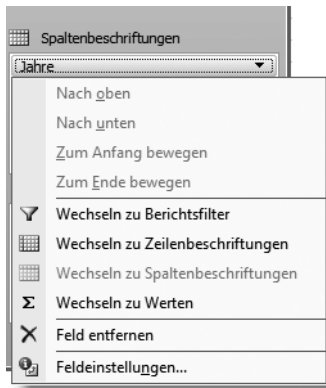 Spaltenbeschriftungen
Jahre
Nach oben
Nach unten
Zum Anfang bewegen
Zum Ende bewegen
Wechseln zu Berichtsfilter
Wechseln zu Zeilenbeschriftungen
Wechseln zu Spaltenbeschriftungen
Σ Wechseln zu Werten
Feld entfernen
Feldeinstellungen...